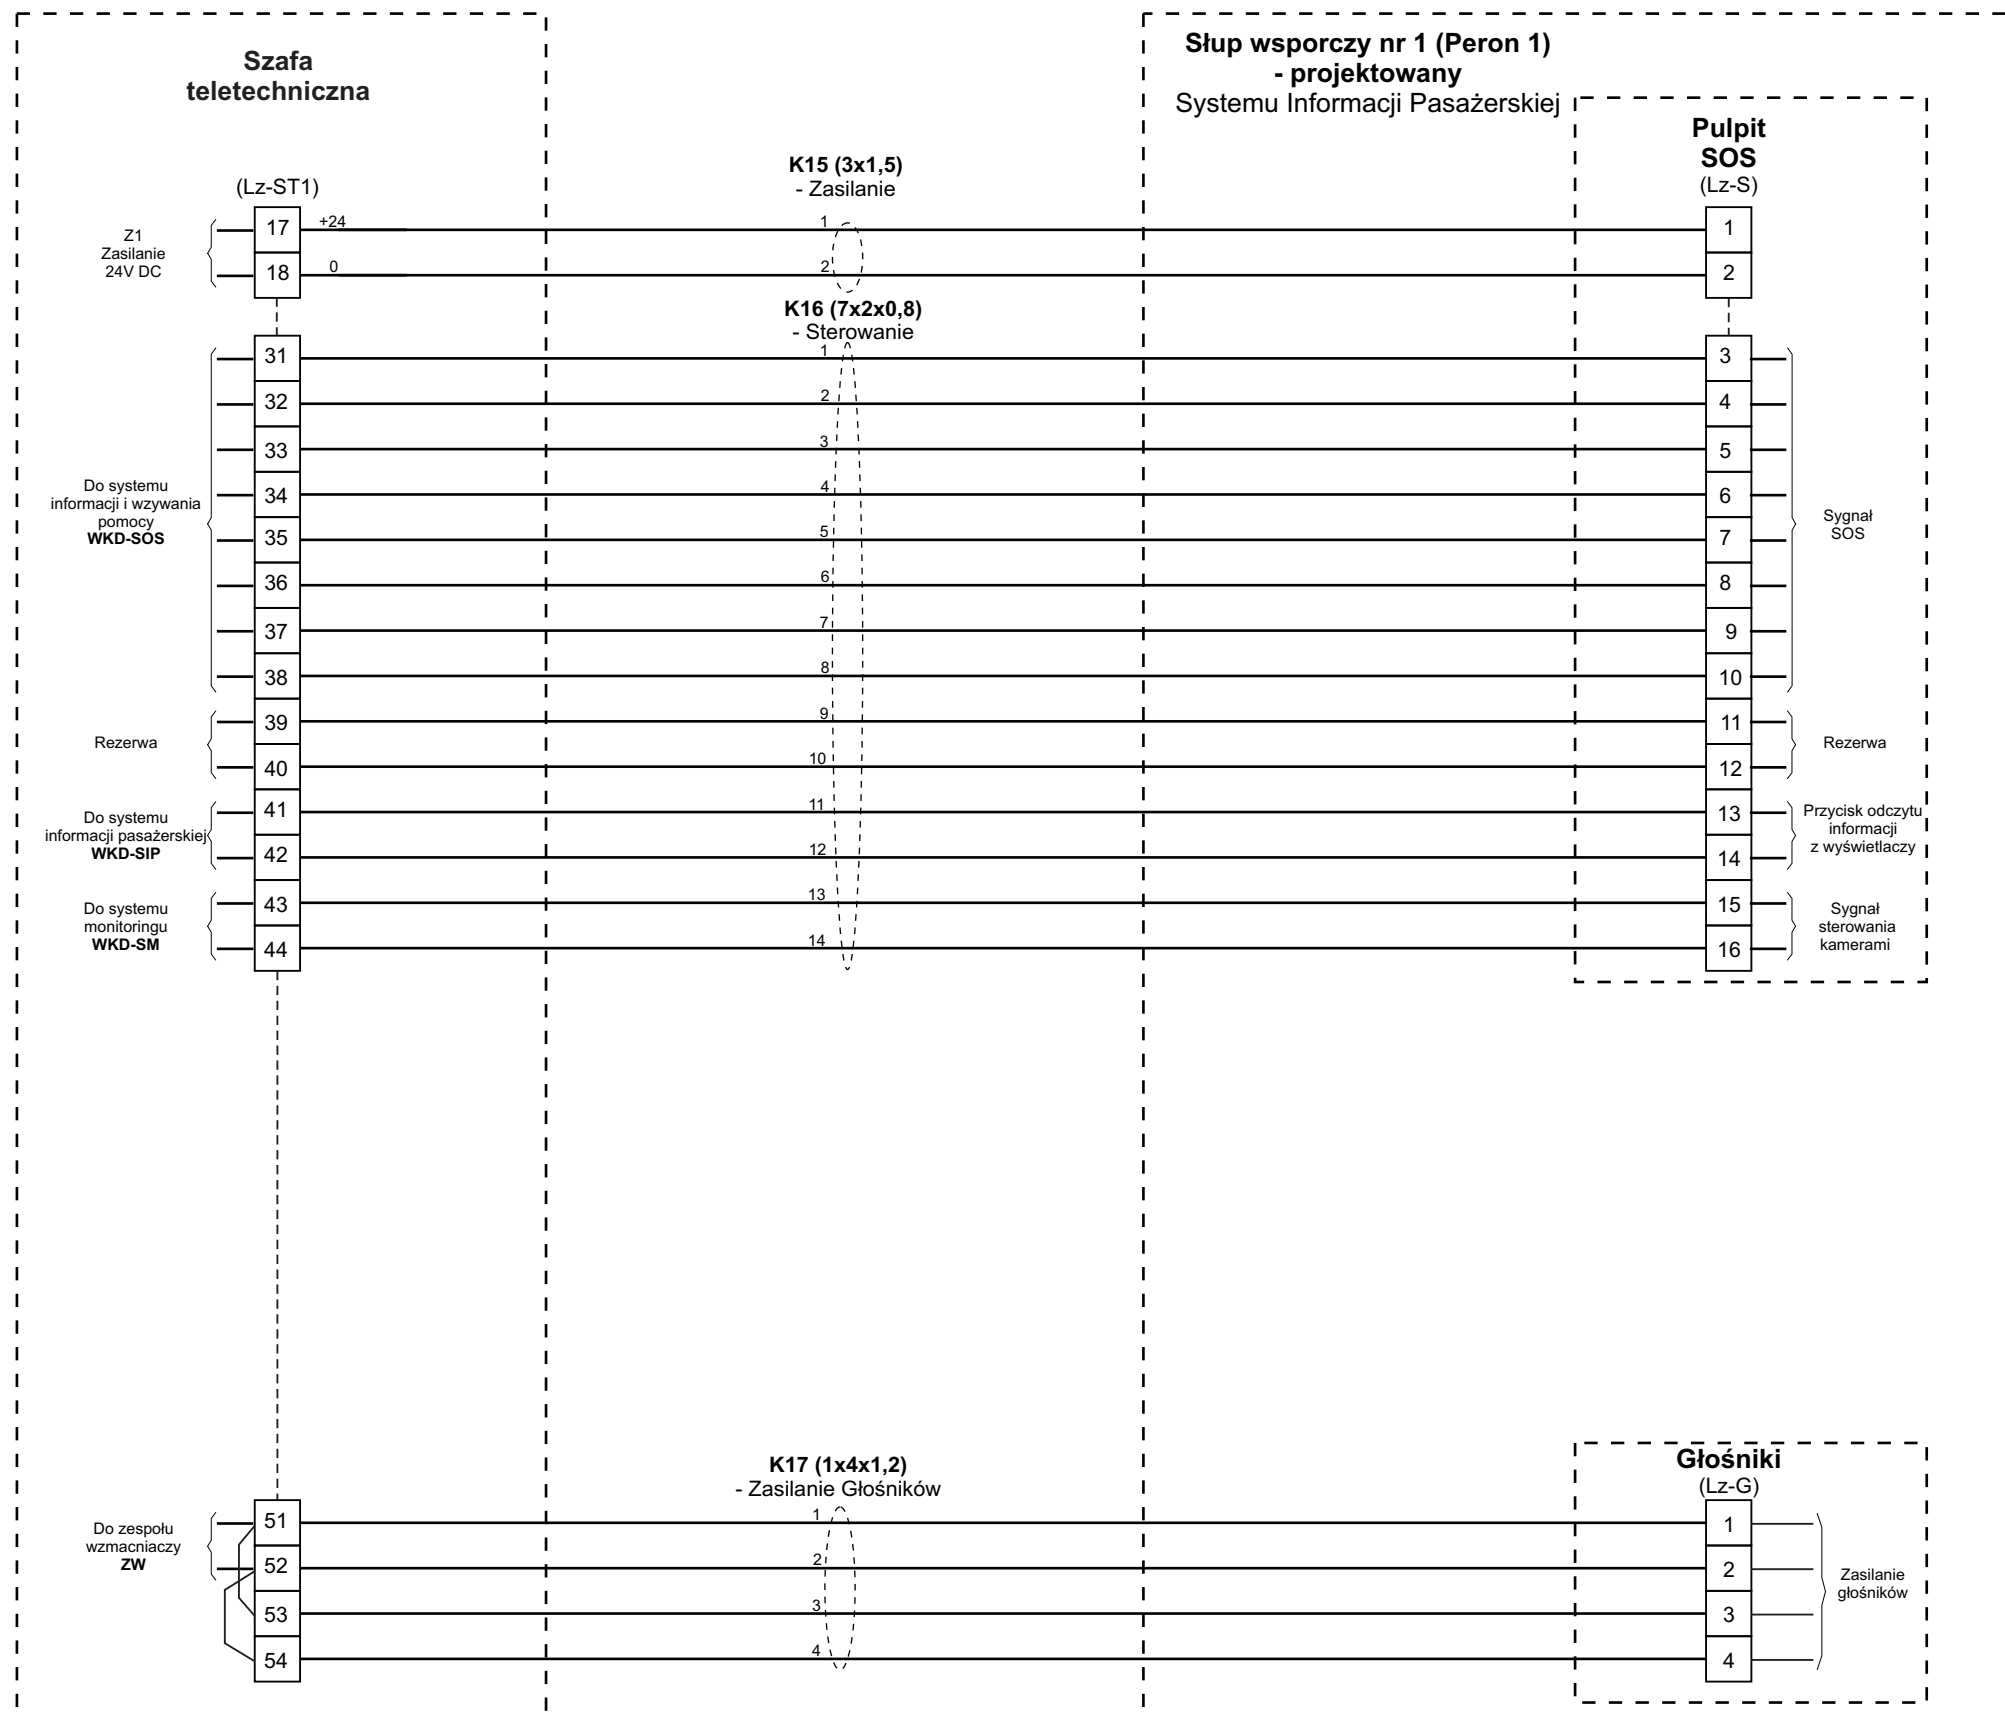 Szafa
teletechniczna
Słup wsporczy nr 1 (Peron 1)
- projektowany
Systemu Informacji Pasażerskiej
Pulpit
SOS
(Lz-S)
(Lz-ST1)
K15 (3x1,5)
- Zasilanie
Z1
Zasilanie
24V DC
17 +24 1 1
18 0 2 2
K16 (7x2x0,8)
- Sterowanie
31 1 3
32 2 4
33 3 5
34 4 6
35 5 7
36 6 8
37 7 9
38 8 10
39 9 11
40 10 12
41 11 13
42 12 14
43 13 15
44 14 16
Do systemu
informacji i wzywania
pomocy
WKD-SOS
Sygnał
SOS
Rezerwa
Rezerwa
Do systemu
informacji pasażerskiej
WKD-SIP
Przycisk odczytu
informacji
z wyświetlaczy
Do systemu
monitoringu
WKD-SM
Sygnał
sterowania
kamerami
K17 (1x4x1,2)
- Zasilanie Głośników
Głośniki
(Lz-G)
51 1 1
52 2 2
53 3 3
54 4 4
Do zespołu
wzmacniaczy
ZW
Zasilanie
głośników